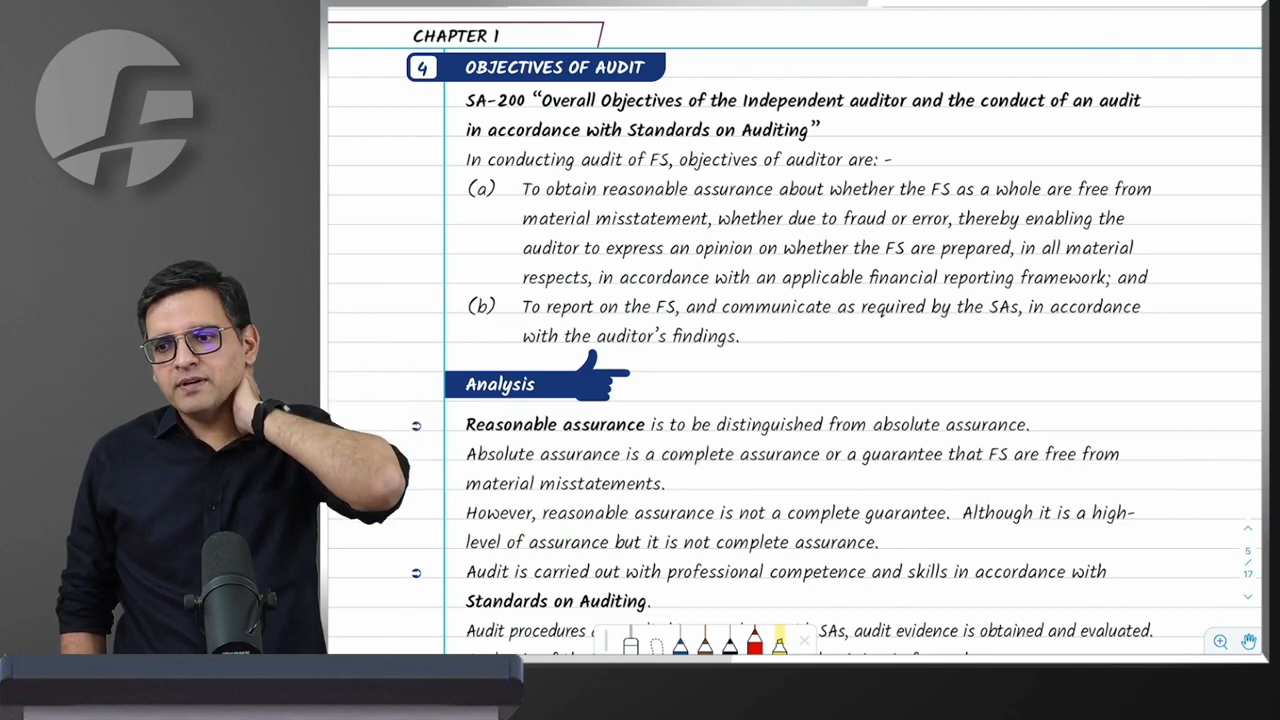 CHAPTER 1
4 OBJECTIVES OF AUDIT
SA-200 “Overall Objectives of the Independent auditor and the conduct of an audit
in accordance with Standards on Auditing”
In conducting audit of FS, objectives of auditor are: -
(a) To obtain reasonable assurance about whether the FS as a whole are free from
material misstatement, whether due to fraud or error, thereby enabling the
auditor to express an opinion on whether the FS are prepared, in all material
respects, in accordance with an applicable financial reporting framework; and
(b) To report on the FS, and communicate as required by the SAs, in accordance
with the auditor’s findings.
Analysis
Reasonable assurance is to be distinguished from absolute assurance.
Absolute assurance is a complete assurance or a guarantee that FS are free from
material misstatements.
However, reasonable assurance is not a complete guarantee. Although it is a high-
level of assurance but it is not complete assurance.
Audit is carried out with professional competence and skills in accordance with
Standards on Auditing.
Audit procedures SAs, audit evidence is obtained and evaluated.
5
/
17